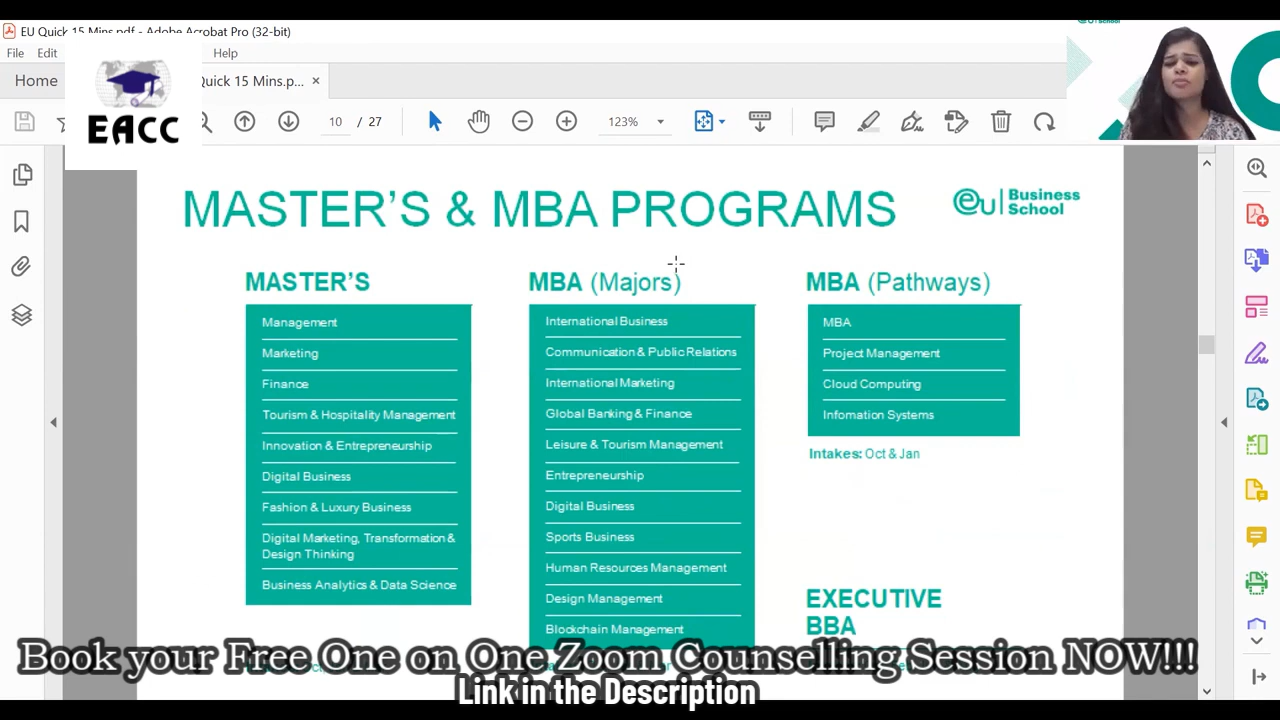 EU Quick 15 Mins.pdf - Adobe Acrobat Pro (32-bit)
File Edit Help
Home
Quick 15 Mins.p... ×
EACC
10 / 27
123%
MASTER'S & MBA PROGRAMS
eu Business School
MASTER'S
Management
Marketing
Finance
Tourism & Hospitality Management
Innovation & Entrepreneurship
Digital Business
Fashion & Luxury Business
Digital Marketing, Transformation &
Design Thinking
Business Analytics & Data Science
MBA (Majors)
International Business
Communication & Public Relations
International Marketing
Global Banking & Finance
Leisure & Tourism Management
Entrepreneurship
Digital Business
Sports Business
Human Resources Management
Design Management
Blockchain Management
MBA (Pathways)
MBA
Project Management
Cloud Computing
Infomation Systems
Intakes: Oct & Jan
EXECUTIVE
BBA
Book your Free One on One Zoom Counselling Session NOW!!!
Link in the Description